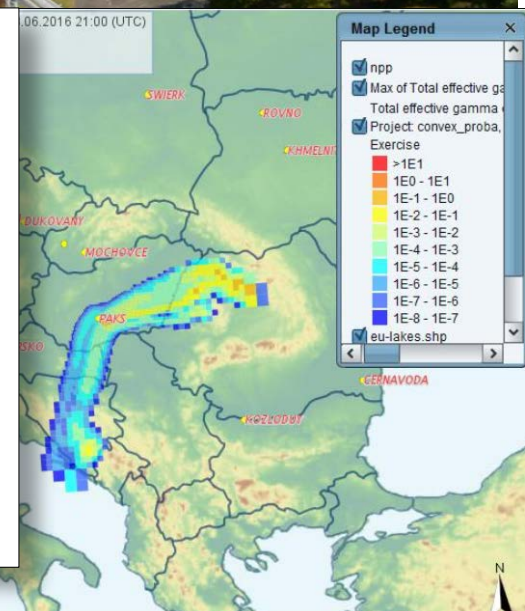 .06.2016 21:00 (UTC)
Map Legend
npp
Max of Total effective ga
Total effective gamma
Project: convex_proba,
Exercise
>1E1
1E0 - 1E1
1E-1 - 1E0
1E-2 - 1E-1
1E-3 - 1E-2
1E-4 - 1E-3
1E-5 - 1E-4
1E-6 - 1E-5
1E-7 - 1E-6
1E-8 - 1E-7
eu-lakes.shp
SWIERK
ROVNO
KHMELNI
DUKOVANY
MOCHOVCE
PAKS
SKO
CERNAVODA
KOZLODUY
N